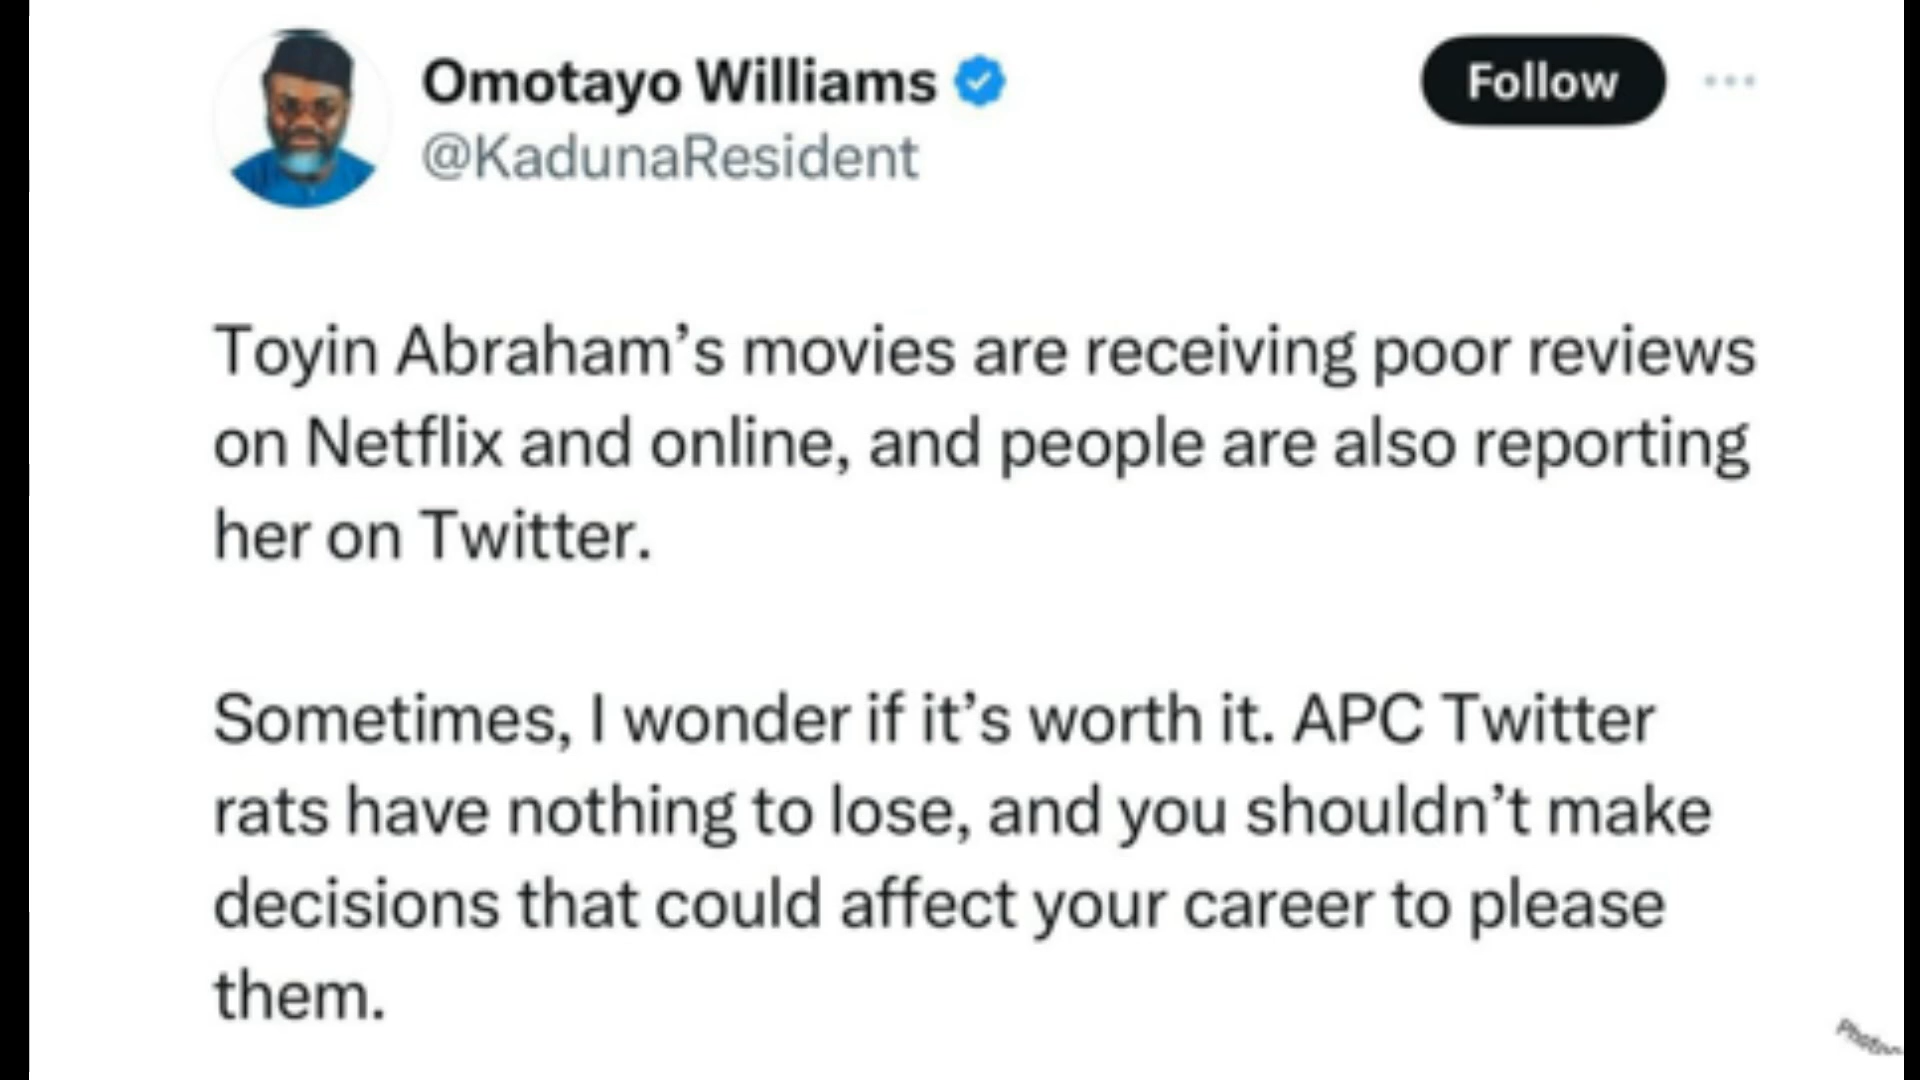 Omotayo Williams
Follow
@KadunaResident
Toyin Abraham's movies are receiving poor reviews
on Netflix and online, and people are also reporting
her on Twitter.
Sometimes, I wonder if it's worth it. APC Twitter
rats have nothing to lose, and you shouldn't make
decisions that could affect your career to please
them.